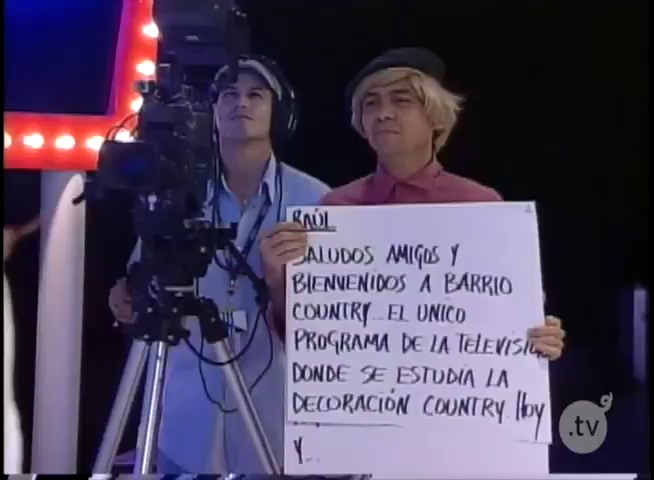 RAÚL
SALUDOS AMIGOS Y
BIENVENIDOS A BARRIO
COUNTRY... EL UNICO
PROGRAMA DE LA TELEVISIÓN
DONDE SE ESTUDIA LA
DECORACIÓN COUNTRY.. HOY
Y...
.tv
g